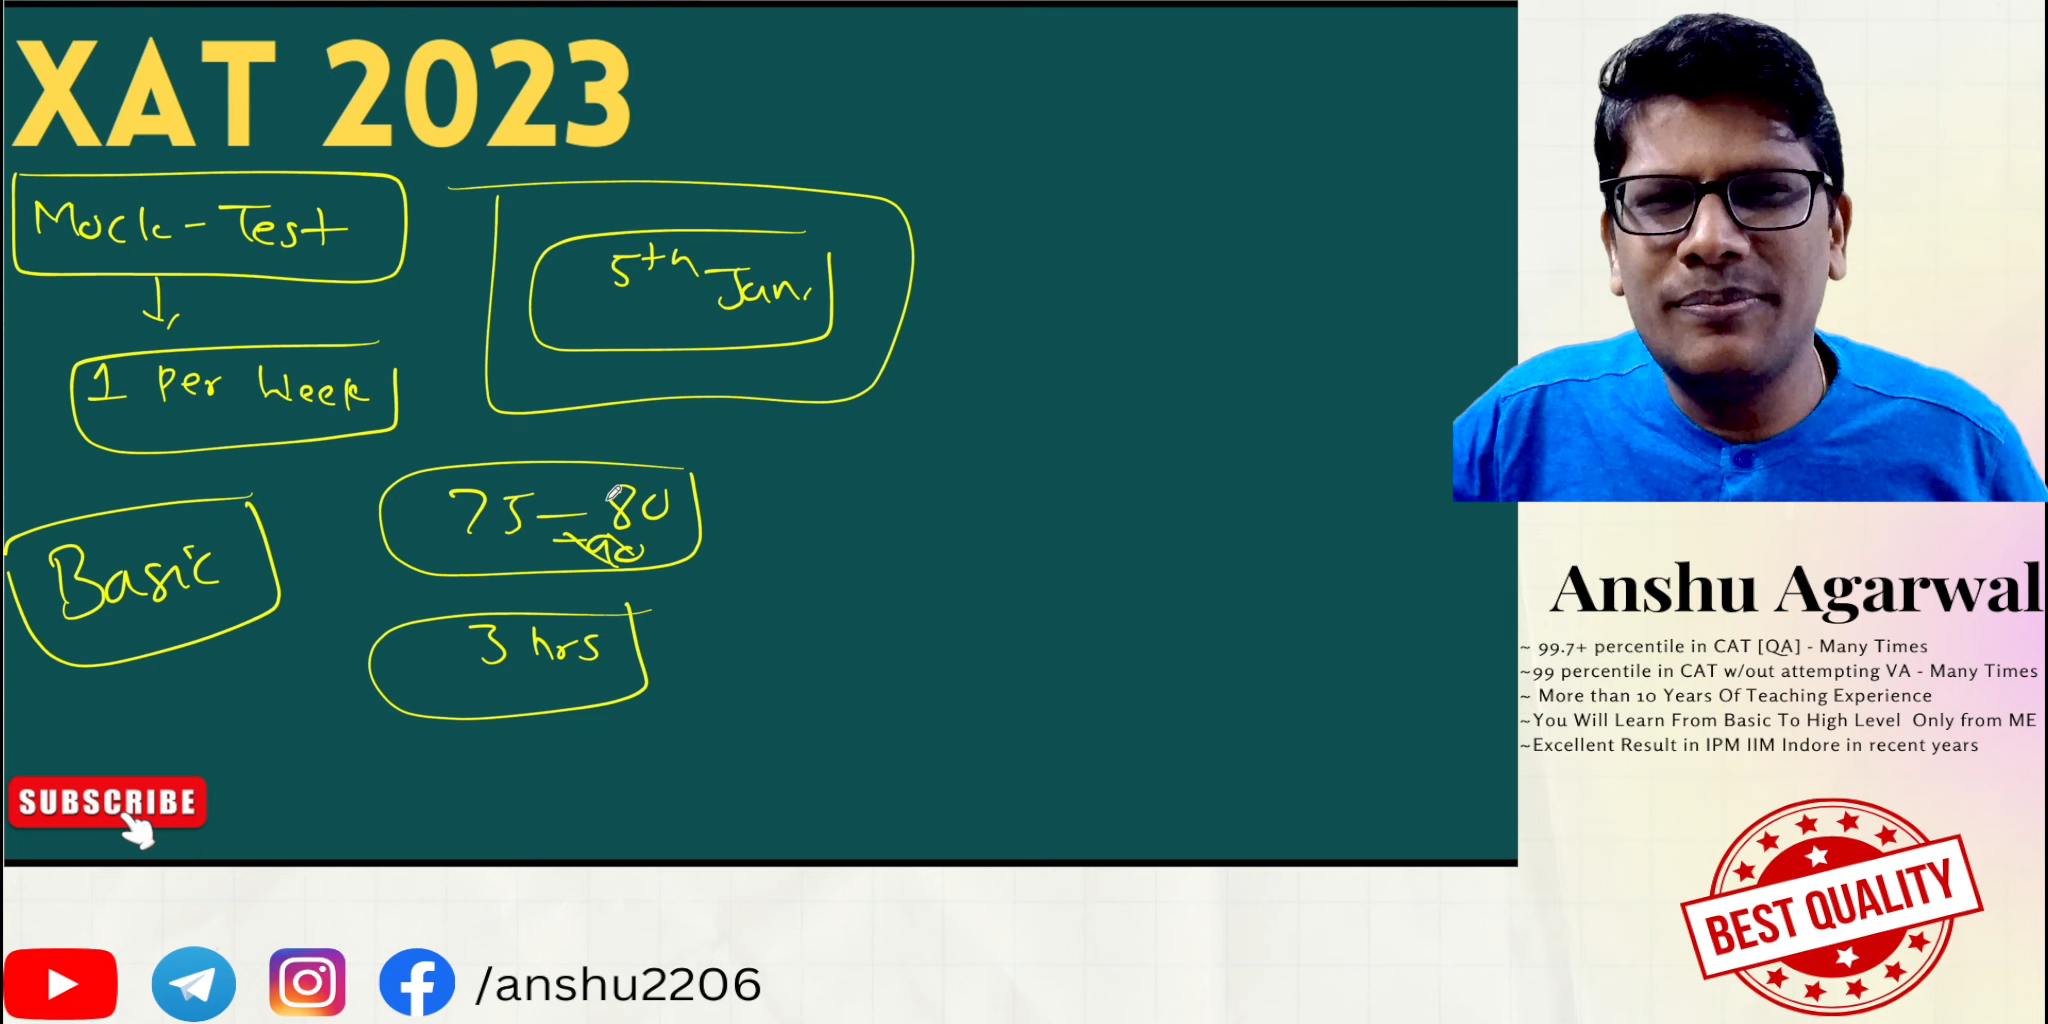 XAT 2023
Mock-Test
1 Per Week
5th Jan.
75-80
Basic
3 hrs
SUBSCRIBE
/anshu2206
Anshu Agarwal
~ 99.7+ percentile in CAT [QA] - Many Times
~99 percentile in CAT w/out attempting VA - Many Times
~ More than 10 Years Of Teaching Experience
~You Will Learn From Basic To High Level Only from ME
~Excellent Result in IPM IIM Indore in recent years
BEST QUALITY